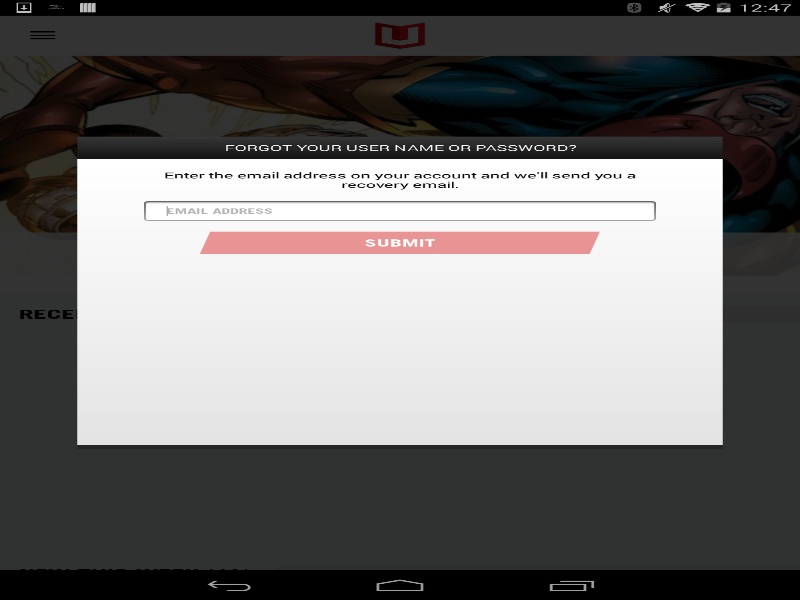 12:47
FORGOT YOUR USER NAME OR PASSWORD?
Enter the email address on your account and we'll send you a
recovery email.
EMAIL ADDRESS
SUBMIT
RECE